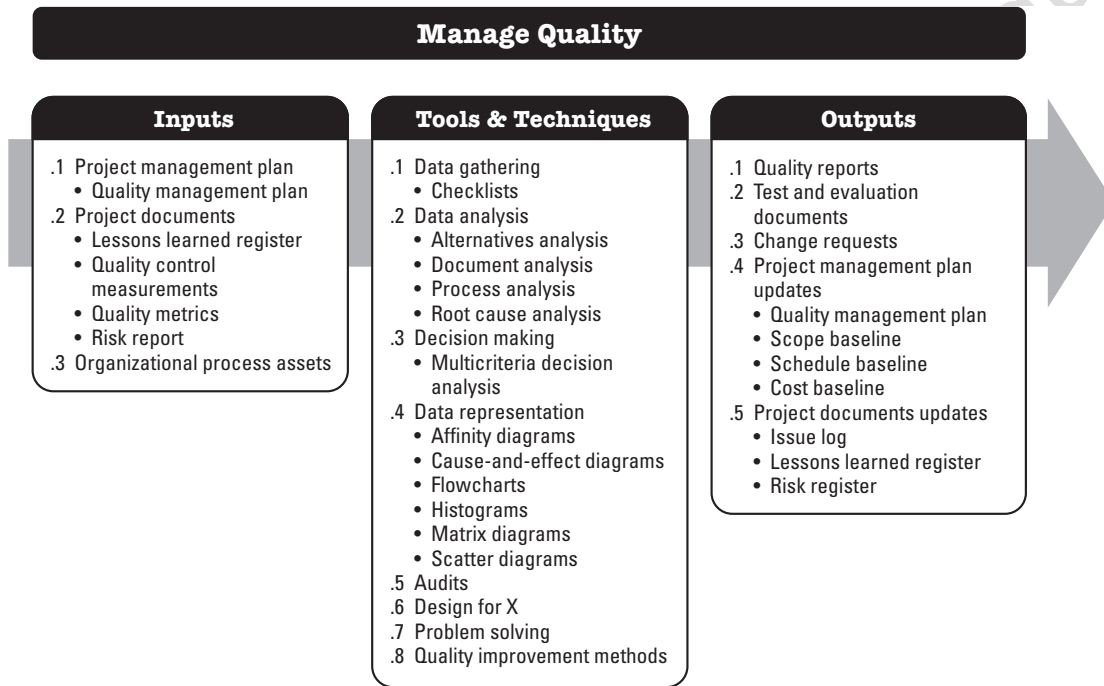 Manage Quality
Inputs
.1 Project management plan
• Quality management plan
.2 Project documents
• Lessons learned register
• Quality control
measurements
• Quality metrics
• Risk report
.3 Organizational process assets
Tools & Techniques
.1 Data gathering
• Checklists
.2 Data analysis
• Alternatives analysis
• Document analysis
• Process analysis
• Root cause analysis
.3 Decision making
• Multicriteria decision
analysis
.4 Data representation
• Affinity diagrams
• Cause-and-effect diagrams
• Flowcharts
• Histograms
• Matrix diagrams
• Scatter diagrams
.5 Audits
.6 Design for X
.7 Problem solving
.8 Quality improvement methods
Outputs
.1 Quality reports
.2 Test and evaluation
documents
.3 Change requests
.4 Project management plan
updates
• Quality management plan
• Scope baseline
• Schedule baseline
• Cost baseline
.5 Project documents updates
• Issue log
• Lessons learned register
• Risk register